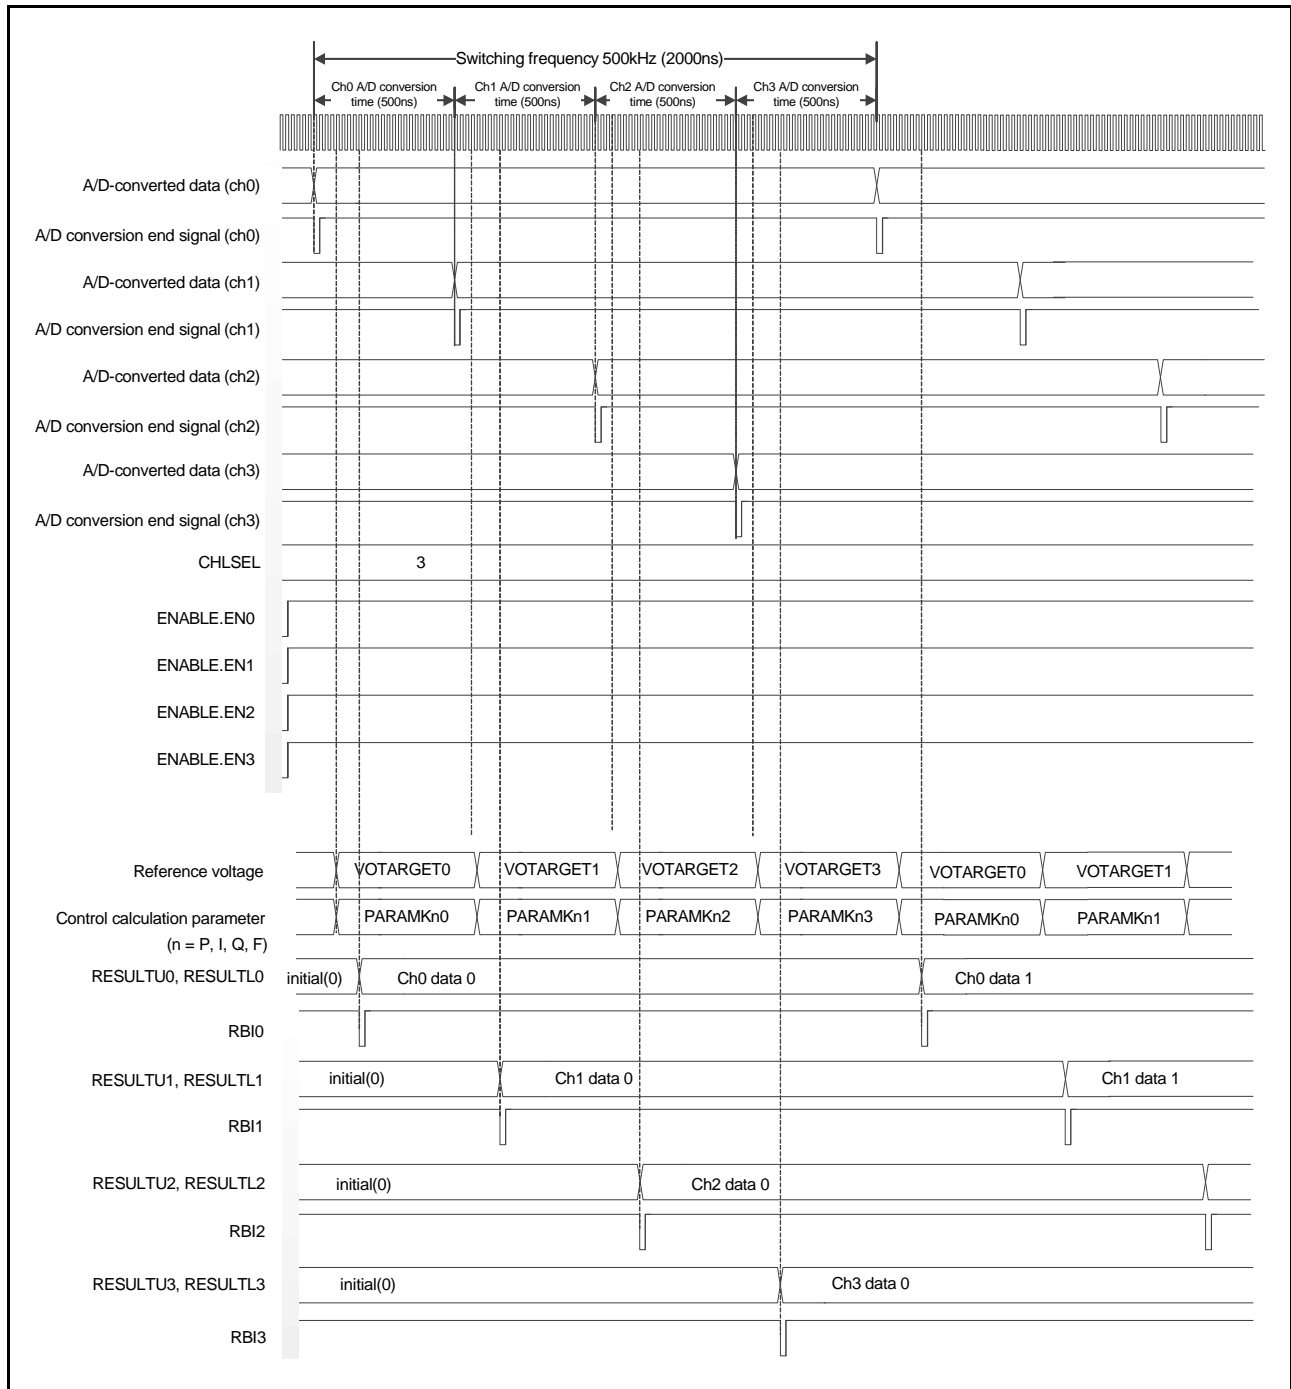 Switching frequency 500kHz (2000ns)
Ch0 A/D conversion time (500ns)
Ch1 A/D conversion time (500ns)
Ch2 A/D conversion time (500ns)
Ch3 A/D conversion time (500ns)
A/D-converted data (ch0)
A/D conversion end signal (ch0)
A/D-converted data (ch1)
A/D conversion end signal (ch1)
A/D-converted data (ch2)
A/D conversion end signal (ch2)
A/D-converted data (ch3)
A/D conversion end signal (ch3)
CHLSEL 3
ENABLE.EN0
ENABLE.EN1
ENABLE.EN2
ENABLE.EN3
Reference voltage VOTARGET0 VOTARGET1 VOTARGET2 VOTARGET3 VOTARGET0 VOTARGET1
Control calculation parameter PARAMKn0 PARAMKn1 PARAMKn2 PARAMKn3 PARAMKn0 PARAMKn1
(n = P, I, Q, F)
RESULTU0, RESULTL0 initial(0) Ch0 data 0 Ch0 data 1
RBI0
RESULTU1, RESULTL1 initial(0) Ch1 data 0 Ch1 data 1
RBI1
RESULTU2, RESULTL2 initial(0) Ch2 data 0
RBI2
RESULTU3, RESULTL3 initial(0) Ch3 data 0
RBI3